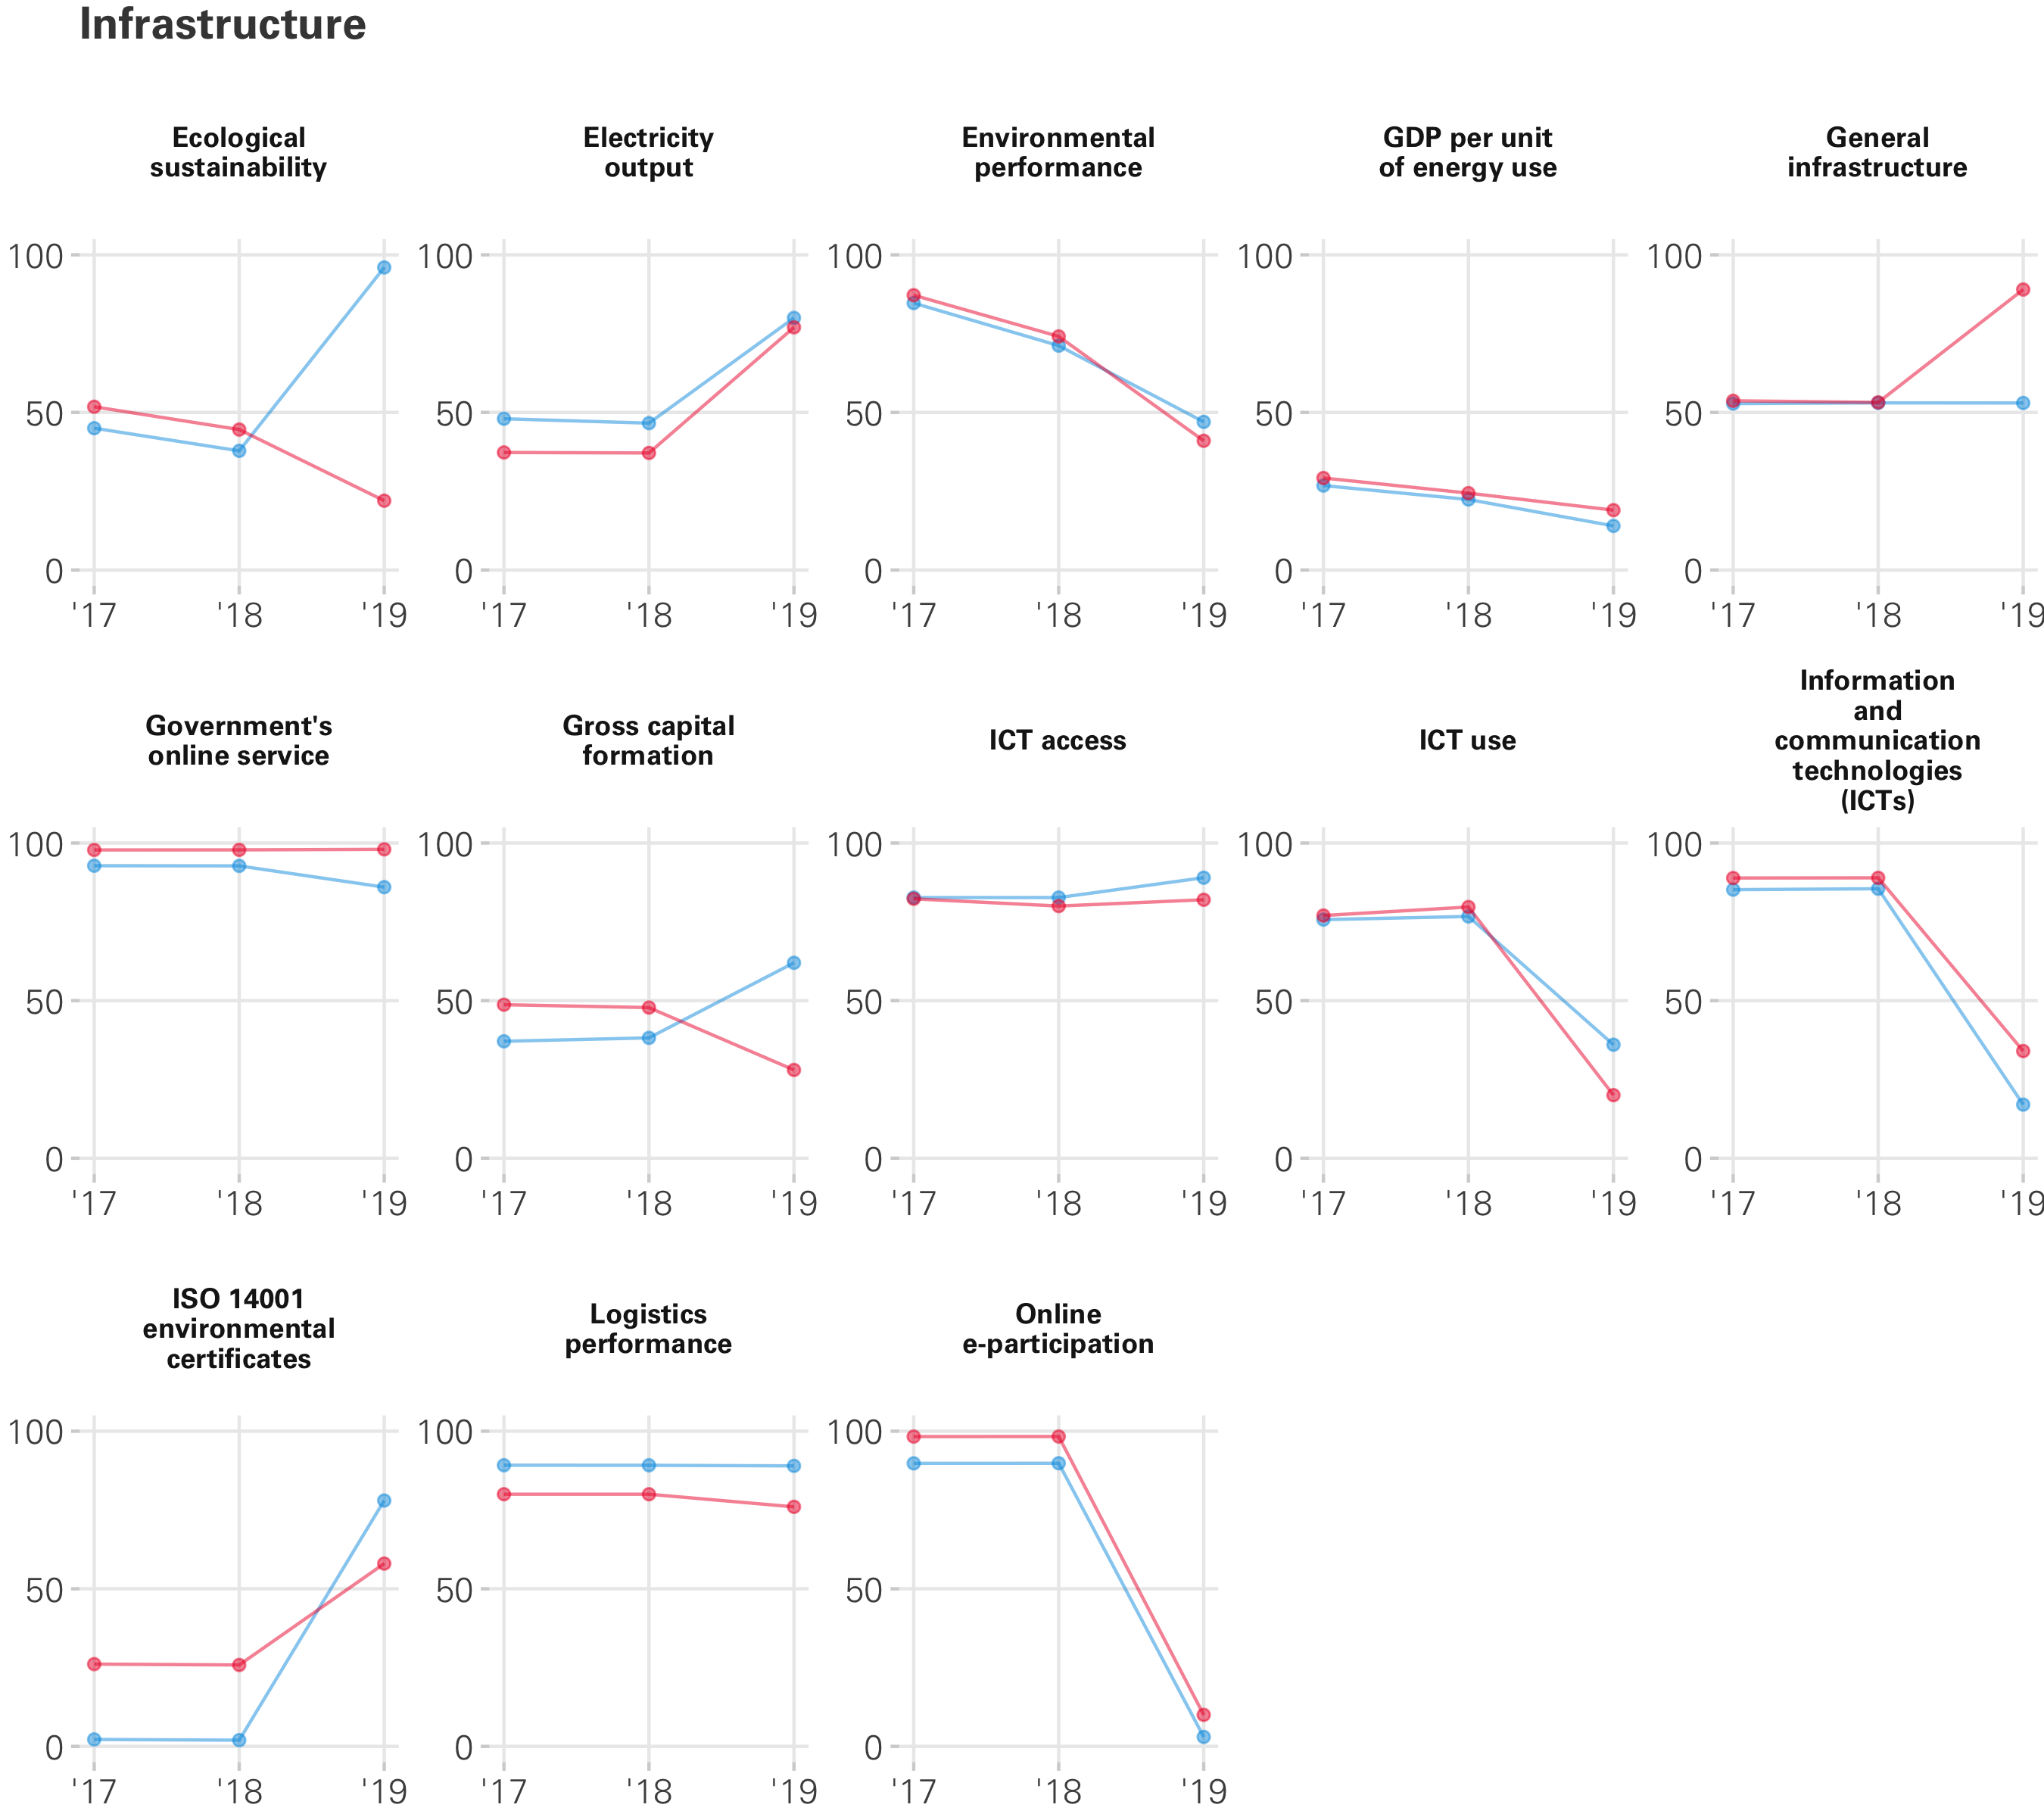 Infrastructure
Ecological
sustainability
100
50
0
'17 '18 '19
Electricity
output
100
50
0
'17 '18 '19
Environmental
performance
100
50
0
'17 '18 '19
GDP per unit
of energy use
100
50
0
'17 '18 '19
General
infrastructure
100
50
0
'17 '18 '19
Government's
online service
100
50
0
'17 '18 '19
Gross capital
formation
100
50
0
'17 '18 '19
ICT access
100
50
0
'17 '18 '19
ICT use
100
50
0
'17 '18 '19
Information
and
communication
technologies
(ICTs)
100
50
0
'17 '18 '19
ISO 14001
environmental
certificates
100
50
0
'17 '18 '19
Logistics
performance
100
50
0
'17 '18 '19
Online
e-participation
100
50
0
'17 '18 '19